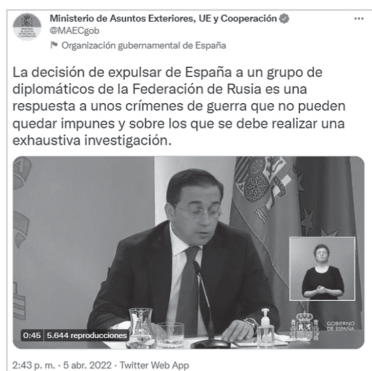 Ministerio de Asuntos Exteriores, UE y Cooperación
@MAECgob
Organización gubernamental de España
La decisión de expulsar de España a un grupo de
diplomáticos de la Federación de Rusia es una
respuesta a unos crímenes de guerra que no pueden
quedar impunes y sobre los que se debe realizar una
exhaustiva investigación.
0:45 5.644 reproducciones
GOBIERNO
DE ESPAÑA
2:43 p. m. · 5 abr. 2022 · Twitter Web App